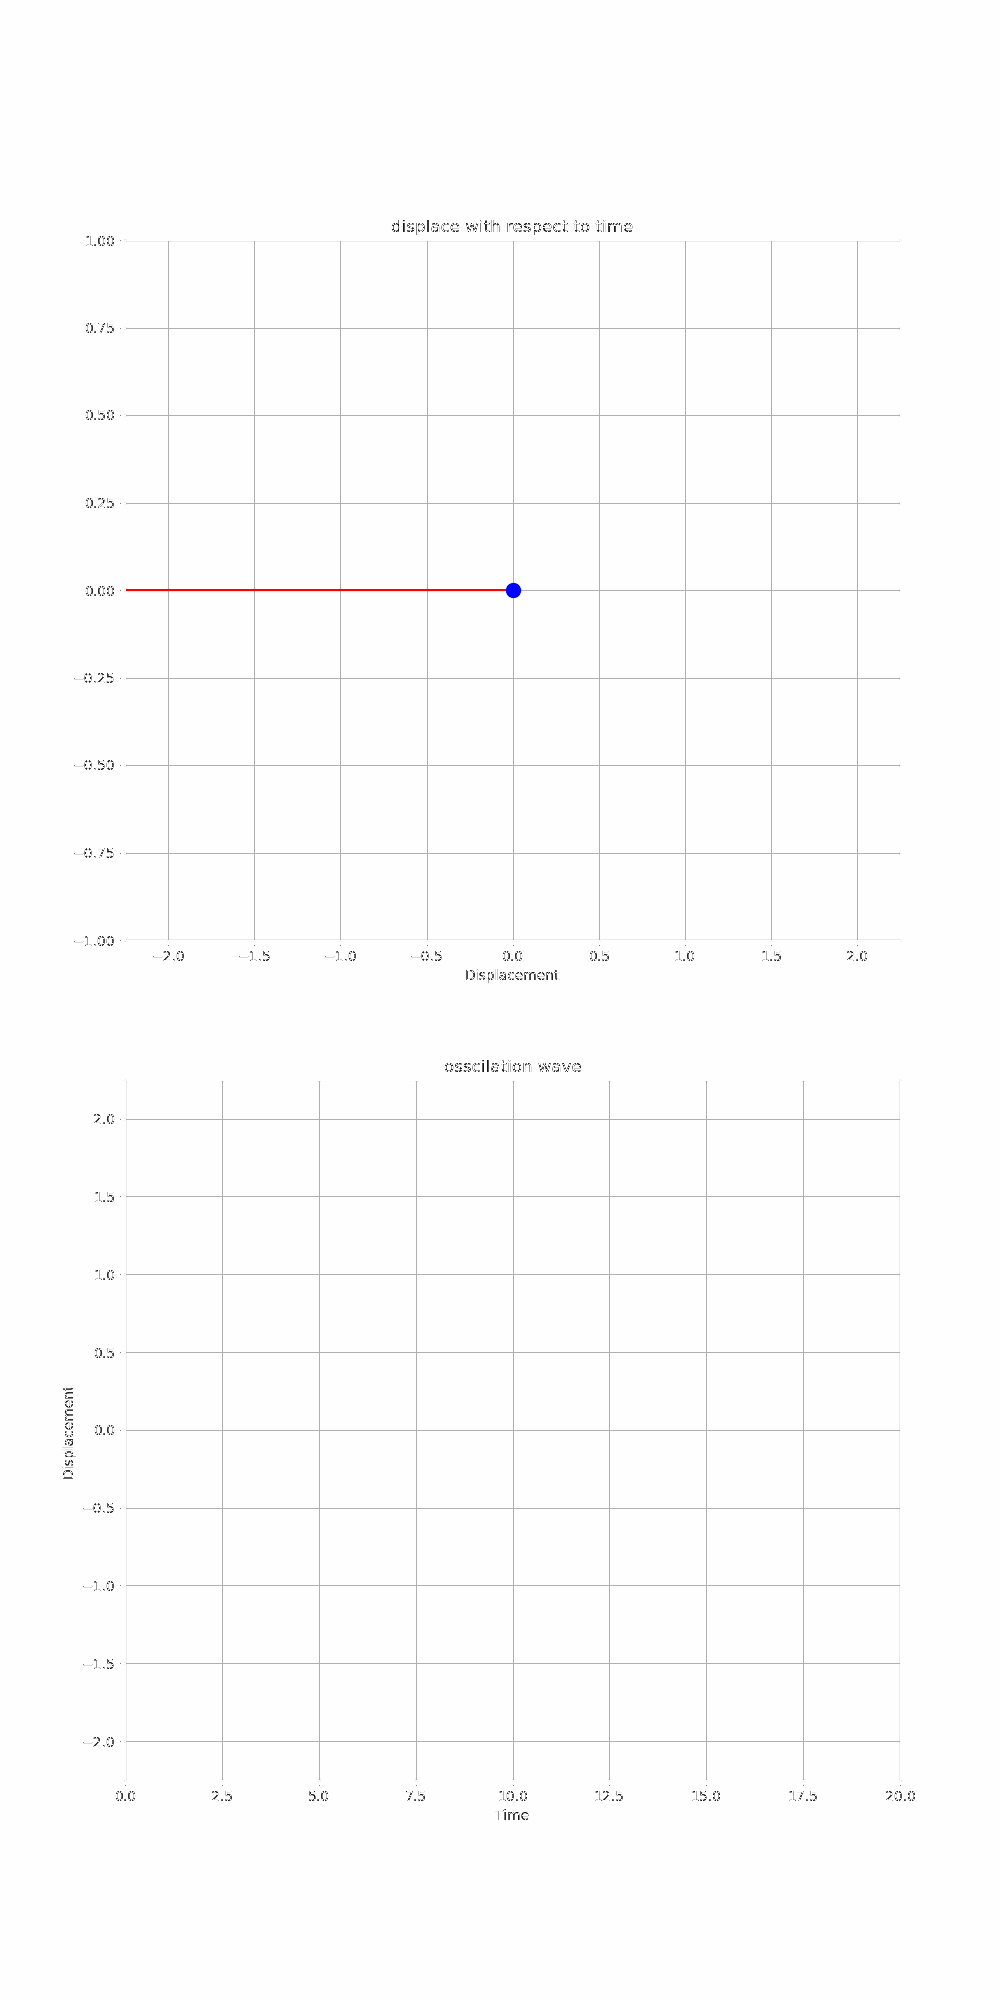 displace with respect to time
1.00
0.75
0.50
0.25
0.00
−0.25
−0.50
−0.75
−1.00
−2.0 −1.5 −1.0 −0.5 0.0 0.5 1.0 1.5 2.0
Displacement
osscilation wave
2.0
1.5
1.0
0.5
0.0
−0.5
−1.0
−1.5
−2.0
Displacement
0.0 2.5 5.0 7.5 10.0 12.5 15.0 17.5 20.0
Time